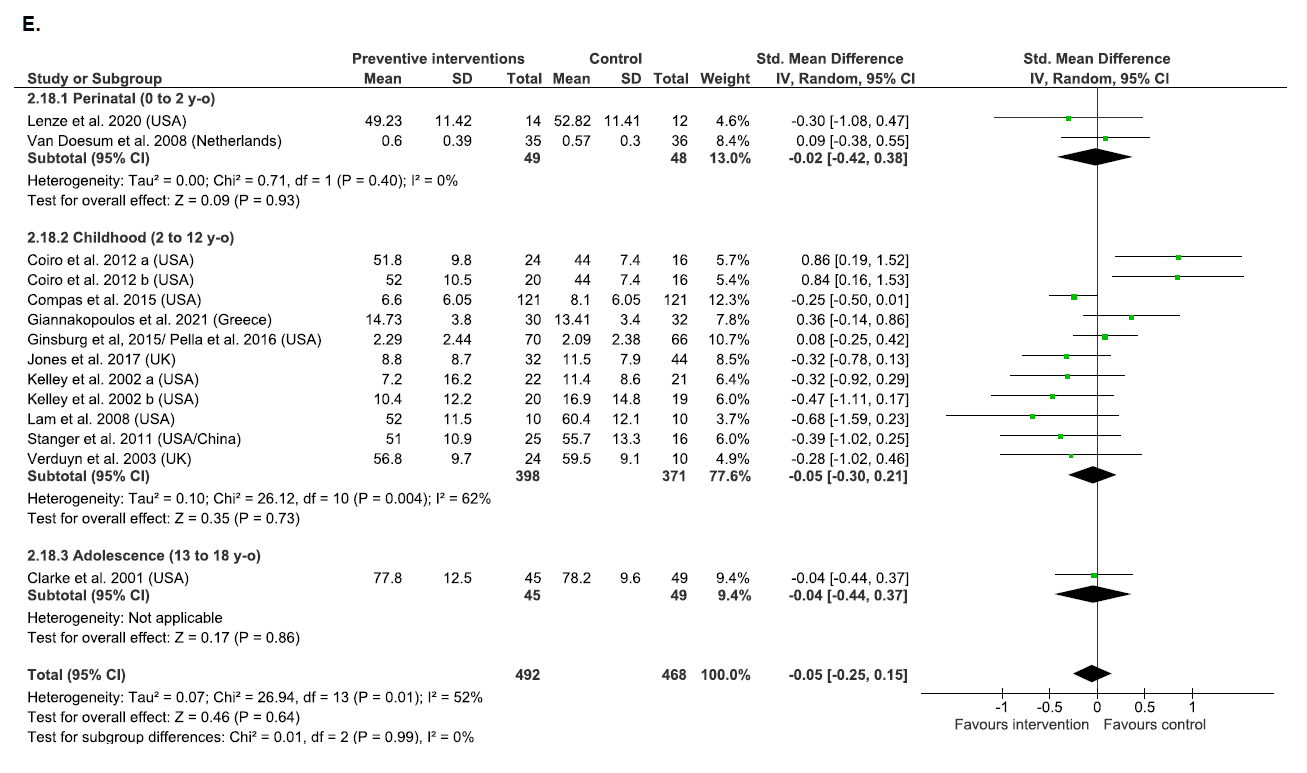 E.
Preventive interventions Control Std. Mean Difference Std. Mean Difference
Study or Subgroup Mean SD Total Mean SD Total Weight IV, Random, 95% CI IV, Random, 95% CI
2.18.1 Perinatal (0 to 2 y-o)
Lenze et al. 2020 (USA) 49.23 11.42 14 52.82 11.41 12 4.6% -0.30 [-1.08, 0.47]
Van Doesum et al. 2008 (Netherlands) 0.6 0.39 35 0.57 0.3 36 8.4% 0.09 [-0.38, 0.55]
Subtotal (95% CI) 49 48 13.0% -0.02 [-0.42, 0.38]
Heterogeneity: Tau² = 0.00; Chi² = 0.71, df = 1 (P = 0.40); I² = 0%
Test for overall effect: Z = 0.09 (P = 0.93)
2.18.2 Childhood (2 to 12 y-o)
Coiro et al. 2012 a (USA) 51.8 9.8 24 44 7.4 16 5.7% 0.86 [0.19, 1.52]
Coiro et al. 2012 b (USA) 52 10.5 20 44 7.4 16 5.4% 0.84 [0.16, 1.53]
Compas et al. 2015 (USA) 6.6 6.05 121 8.1 6.05 121 12.3% -0.25 [-0.50, 0.01]
Giannakopoulos et al. 2021 (Greece) 14.73 3.8 30 13.41 3.4 32 7.8% 0.36 [-0.14, 0.86]
Ginsburg et al, 2015/ Pella et al. 2016 (USA) 2.29 2.44 70 2.09 2.38 66 10.7% 0.08 [-0.25, 0.42]
Jones et al. 2017 (UK) 8.8 8.7 32 11.5 7.9 44 8.5% -0.32 [-0.78, 0.13]
Kelley et al. 2002 a (USA) 7.2 16.2 22 11.4 8.6 21 6.4% -0.32 [-0.92, 0.29]
Kelley et al. 2002 b (USA) 10.4 12.2 20 16.9 14.8 19 6.0% -0.47 [-1.11, 0.17]
Lam et al. 2008 (USA) 52 11.5 10 60.4 12.1 10 3.7% -0.68 [-1.59, 0.23]
Stanger et al. 2011 (USA/China) 51 10.9 25 55.7 13.3 16 6.0% -0.39 [-1.02, 0.25]
Verduyn et al. 2003 (UK) 56.8 9.7 24 59.5 9.1 10 4.9% -0.28 [-1.02, 0.46]
Subtotal (95% CI) 398 371 77.6% -0.05 [-0.30, 0.21]
Heterogeneity: Tau² = 0.10; Chi² = 26.12, df = 10 (P = 0.004); I² = 62%
Test for overall effect: Z = 0.35 (P = 0.73)
2.18.3 Adolescence (13 to 18 y-o)
Clarke et al. 2001 (USA) 77.8 12.5 45 78.2 9.6 49 9.4% -0.04 [-0.44, 0.37]
Subtotal (95% CI) 45 49 9.4% -0.04 [-0.44, 0.37]
Heterogeneity: Not applicable
Test for overall effect: Z = 0.17 (P = 0.86)
Total (95% CI) 492 468 100.0% -0.05 [-0.25, 0.15]
Heterogeneity: Tau² = 0.07; Chi² = 26.94, df = 13 (P = 0.01); I² = 52%
Test for overall effect: Z = 0.46 (P = 0.64)
Test for subgroup differences: Chi² = 0.01, df = 2 (P = 0.99), I² = 0%
-1 -0.5 0 0.5 1
Favours intervention Favours control